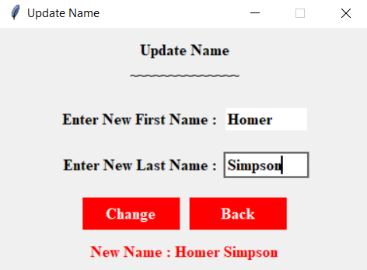 Update Name
Update Name
~~~~~~~~~~~~~~~
Enter New First Name : Homer
Enter New Last Name : Simpson
Change Back
New Name : Homer Simpson